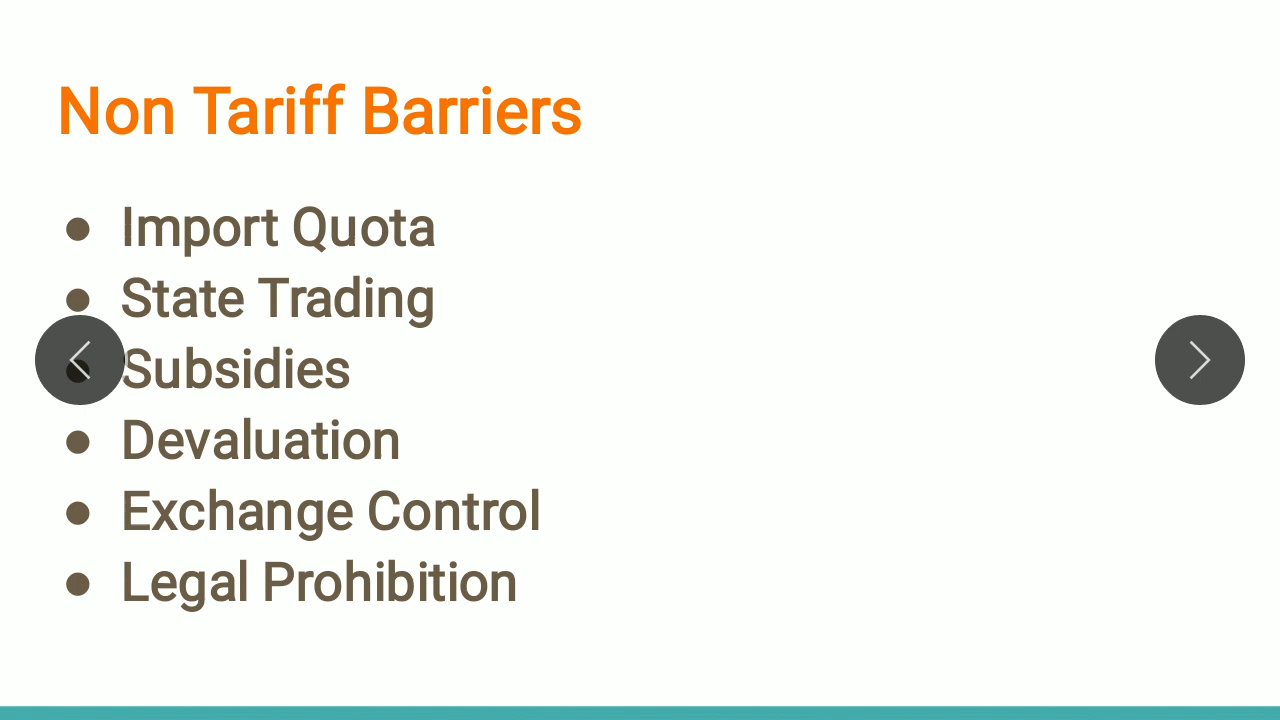 Non Tariff Barriers
● Import Quota
● State Trading
● Subsidies
● Devaluation
● Exchange Control
● Legal Prohibition